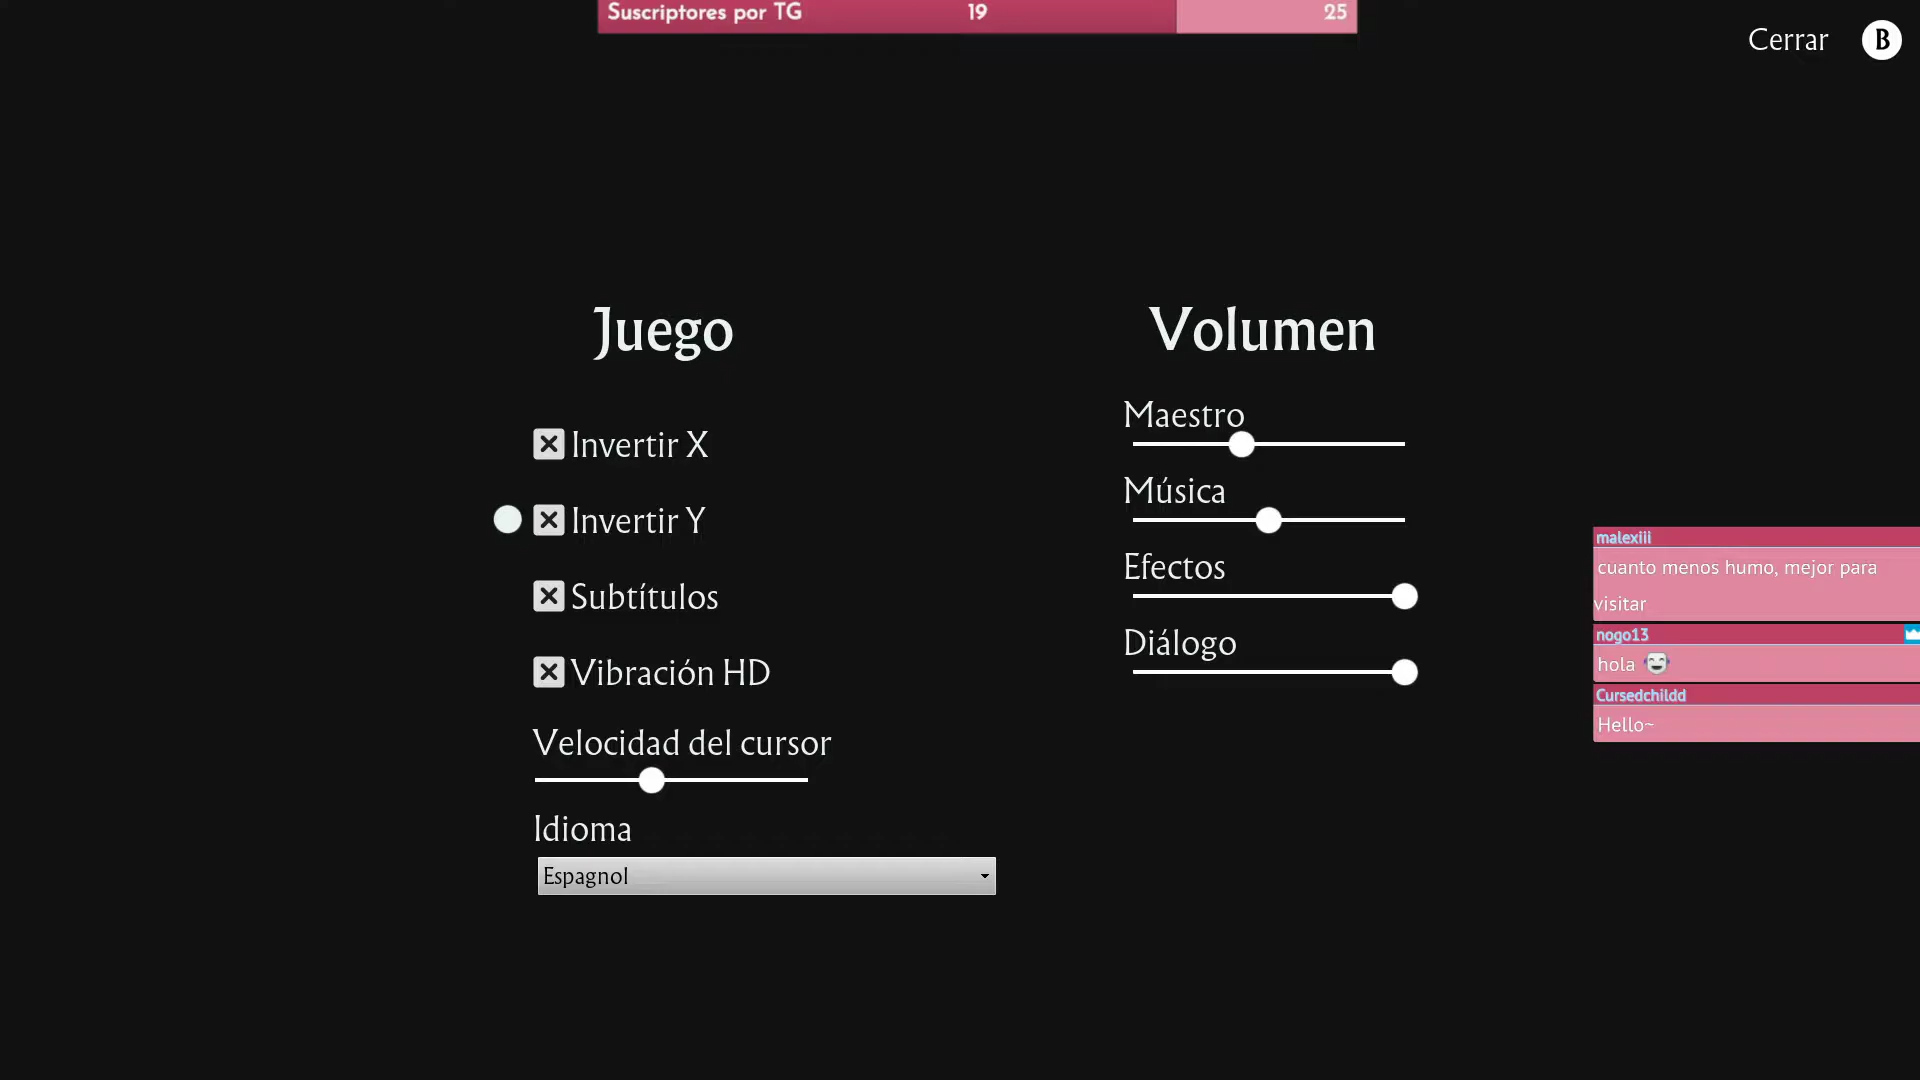 Suscriptores por TG 19 25
Cerrar B
Juego
Invertir X
Invertir Y
Subtítulos
Vibración HD
Velocidad del cursor
Idioma
Espagnol
Volumen
Maestro
Música
Efectos
Diálogo
malexiii
cuanto menos humo, mejor para
visitar
nogo13
hola
Cursedchildd
Hello~